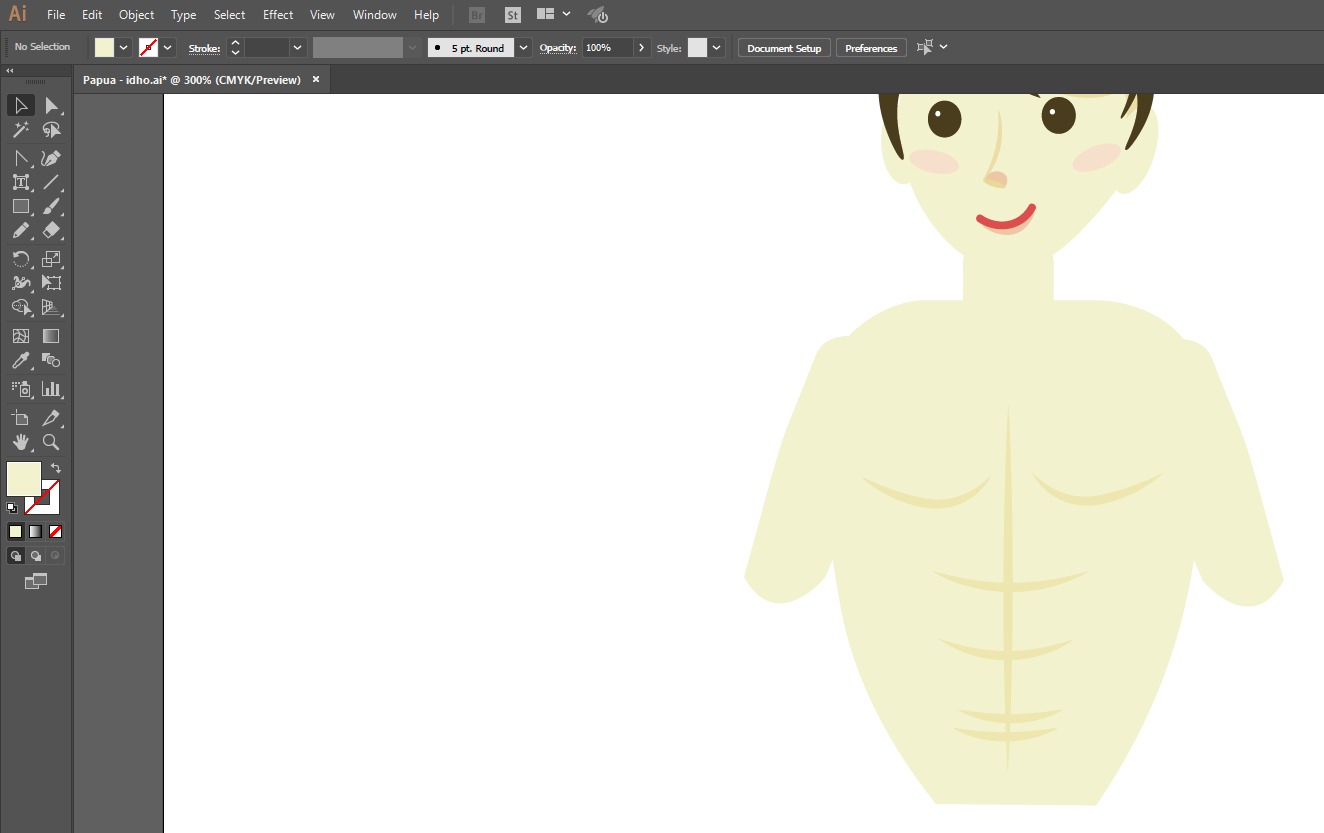 Ai File Edit Object Type Select Effect View Window Help Br St
No Selection Stroke: 5 pt. Round Opacity: 100% Style: Document Setup Preferences
Papua - idho.ai* @ 300% (CMYK/Preview) ×